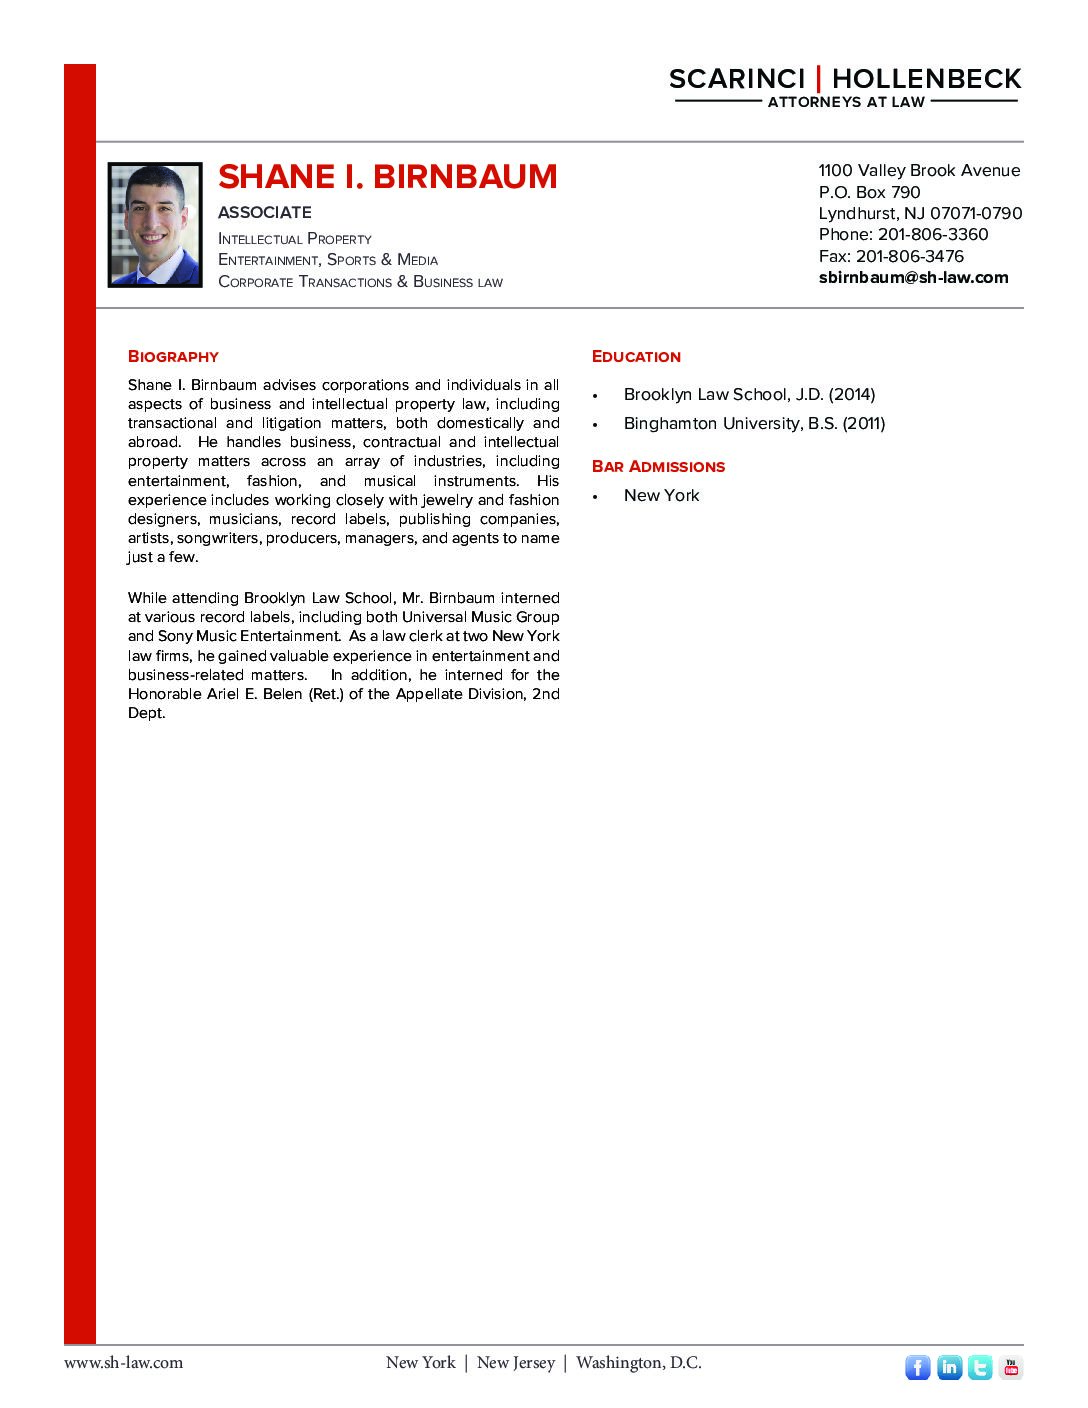 SCARINCI | HOLLENBECK
ATTORNEYS AT LAW
SHANE I. BIRNBAUM
ASSOCIATE
Intellectual Property
Entertainment, Sports & Media
Corporate Transactions & Business law
1100 Valley Brook Avenue
P.O. Box 790
Lyndhurst, NJ 07071-0790
Phone: 201-806-3360
Fax: 201-806-3476
sbirnbaum@sh-law.com
Biography
Shane I. Birnbaum advises corporations and individuals in all
aspects of business and intellectual property law, including
transactional and litigation matters, both domestically and
abroad. He handles business, contractual and intellectual
property matters across an array of industries, including
entertainment, fashion, and musical instruments. His
experience includes working closely with jewelry and fashion
designers, musicians, record labels, publishing companies,
artists, songwriters, producers, managers, and agents to name
just a few.
While attending Brooklyn Law School, Mr. Birnbaum interned
at various record labels, including both Universal Music Group
and Sony Music Entertainment. As a law clerk at two New York
law firms, he gained valuable experience in entertainment and
business-related matters. In addition, he interned for the
Honorable Ariel E. Belen (Ret.) of the Appellate Division, 2nd
Dept.
Education
• Brooklyn Law School, J.D. (2014)
• Binghamton University, B.S. (2011)
Bar Admissions
• New York
www.sh-law.com
New York | New Jersey | Washington, D.C.
f in t You Tube